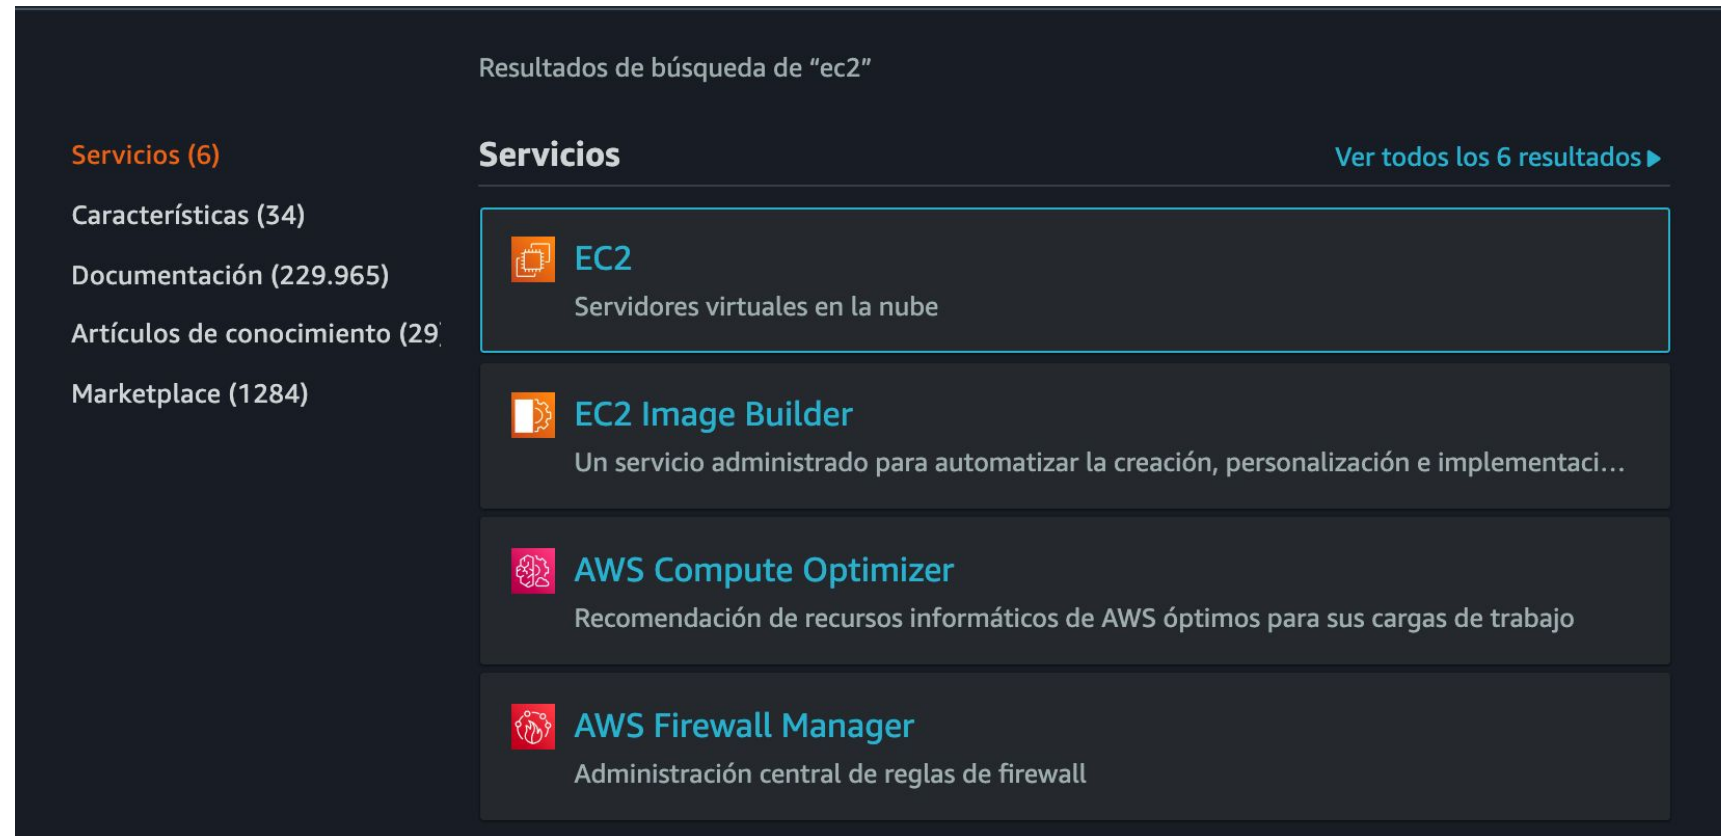 Resultados de búsqueda de “ec2”
Servicios (6)
Características (34)
Documentación (229.965)
Artículos de conocimiento (29)
Marketplace (1284)
Servicios
Ver todos los 6 resultados
EC2
Servidores virtuales en la nube
EC2 Image Builder
Un servicio administrado para automatizar la creación, personalización e implementaci...
AWS Compute Optimizer
Recomendación de recursos informáticos de AWS óptimos para sus cargas de trabajo
AWS Firewall Manager
Administración central de reglas de firewall